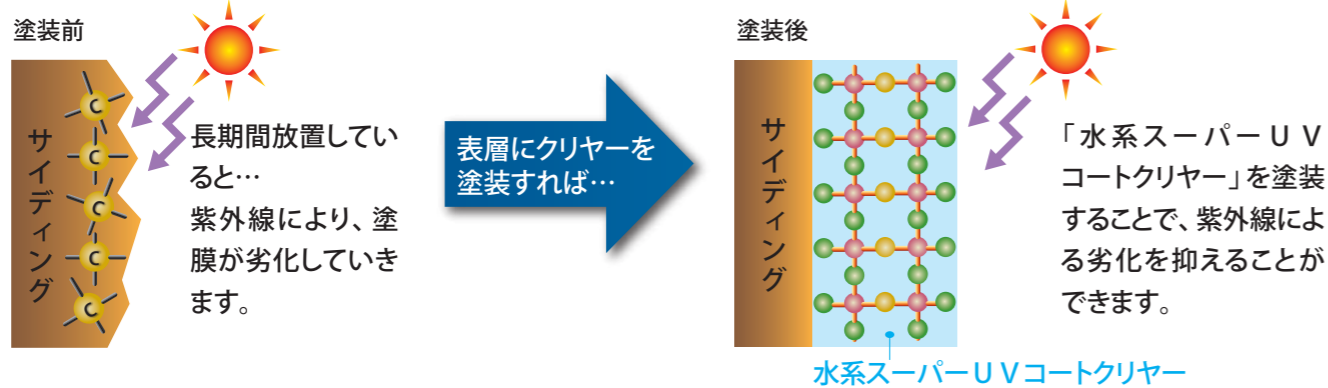 塗装前
サイディング
C
C
C
C
C
長期間放置してい
ると…
紫外線により、塗
膜が劣化していき
ます。
表層にクリヤーを
塗装すれば…
塗装後
サイディング
「水系スーパーUV
コートクリヤー」を塗装
することで、紫外線によ
る劣化を抑えることが
できます。
水系スーパーUVコートクリヤー